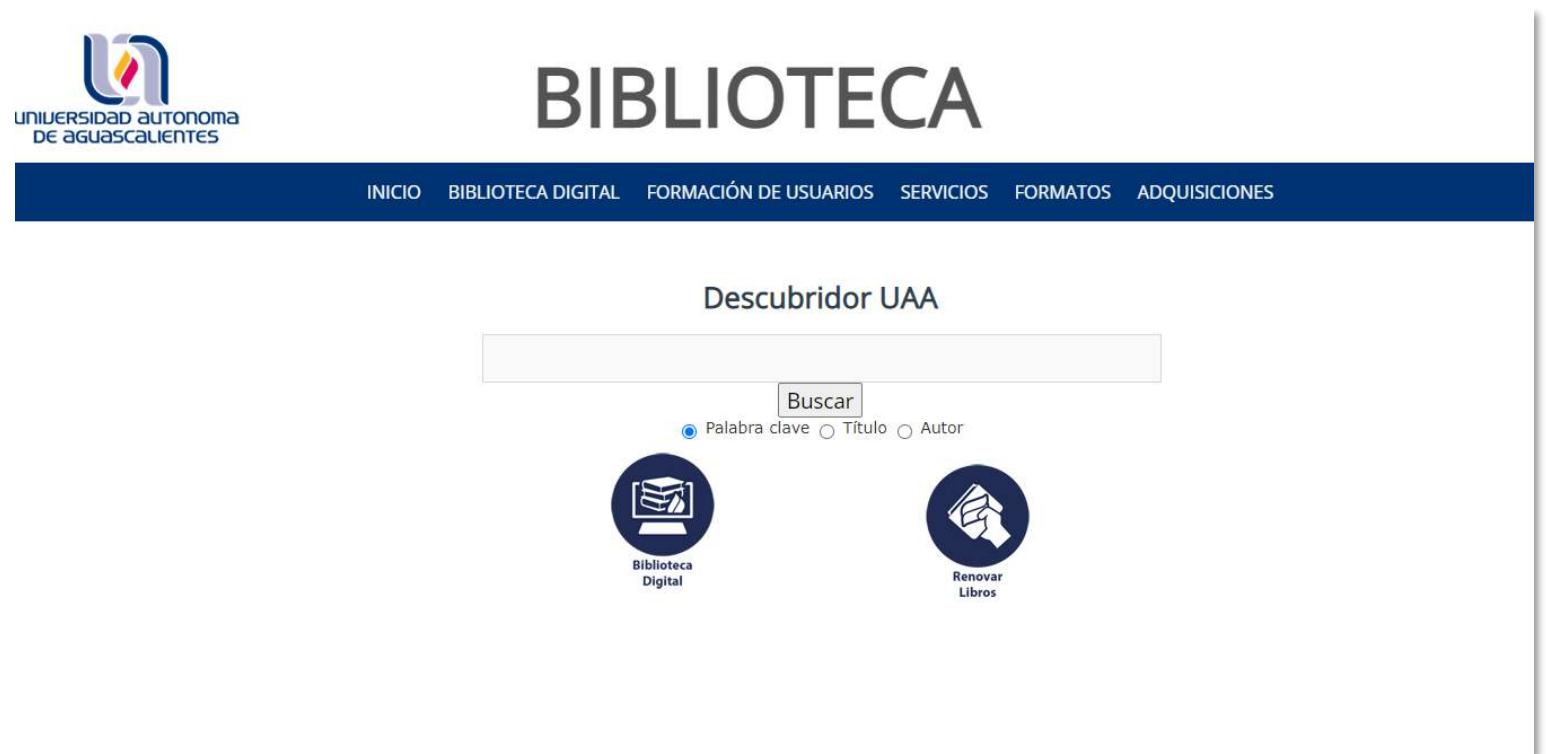 UNIVERSIDAD AUTONOMA
DE AGUASCALIENTES
BIBLIOTECA
INICIO BIBLIOTECA DIGITAL FORMACIÓN DE USUARIOS SERVICIOS FORMATOS ADQUISICIONES
Descubridor UAA
Buscar
Palabra clave Título Autor
Biblioteca
Digital
Renovar
Libros